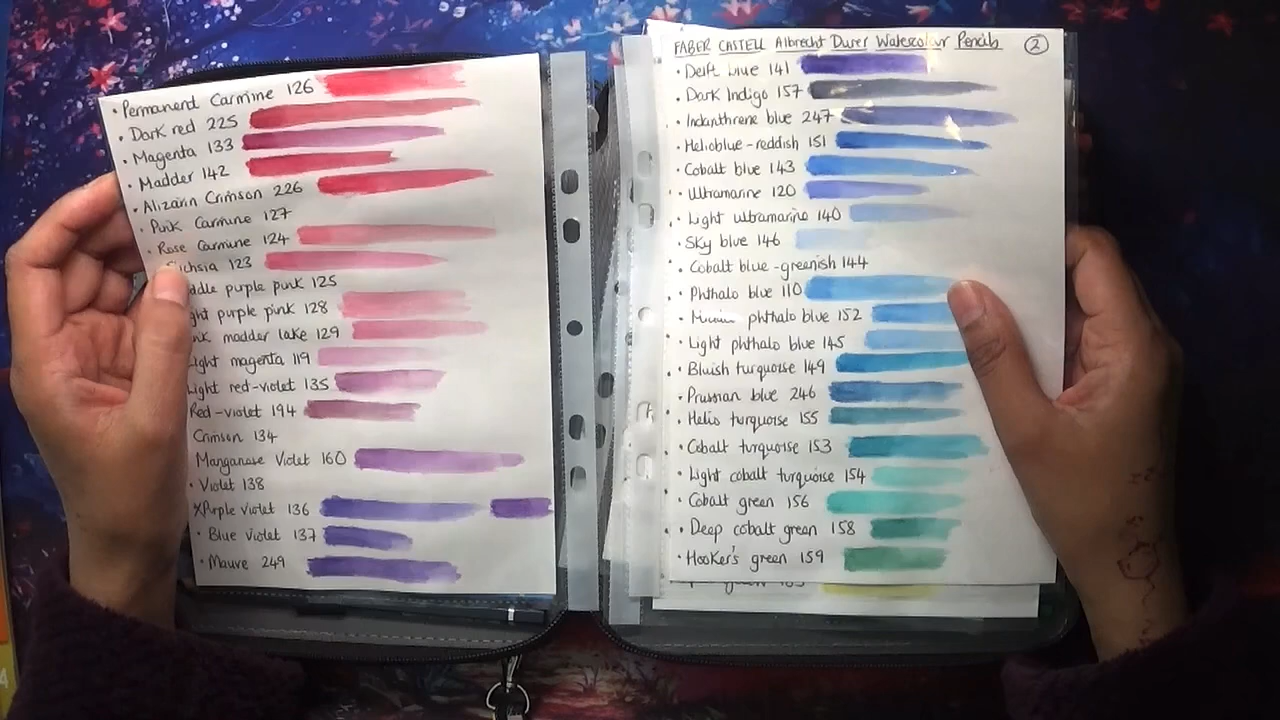 • Permanent Carmine 126
• Dark red 225
• Magenta 133
• Madder 142
• Alizarin Crimson 226
• Pink Carmine 127
• Rose Carmine 124
uchsia 123
ddle purple pink 125
ght purple pink 128
nk madder lake 129
Light magenta 119
Light red-violet 135
Red-violet 194
Crimson 134
Manganese Violet 160
• Violet 138
x Purple violet 136
• Blue Violet 137
• Mauve 249
FABER CASTELL Albrecht Durer Watercolour Pencils 2
• Delft blue 141
• Dark Indigo 157
• Indanthrene blue 247
• Helioblue-reddish 151
• Cobalt blue 143
• Ultramarine 120
• Light ultramarine 140
• Sky blue 146
• Cobalt blue-greenish 144
• Phthalo blue 110
• phthalo blue 152
• Light phthalo blue 145
• Bluish turquoise 149
• Prussian blue 246
• Helio turquoise 155
• Cobalt turquoise 153
• Light cobalt turquoise 154
• Cobalt green 156
• Deep cobalt green 158
• Hooker's green 159